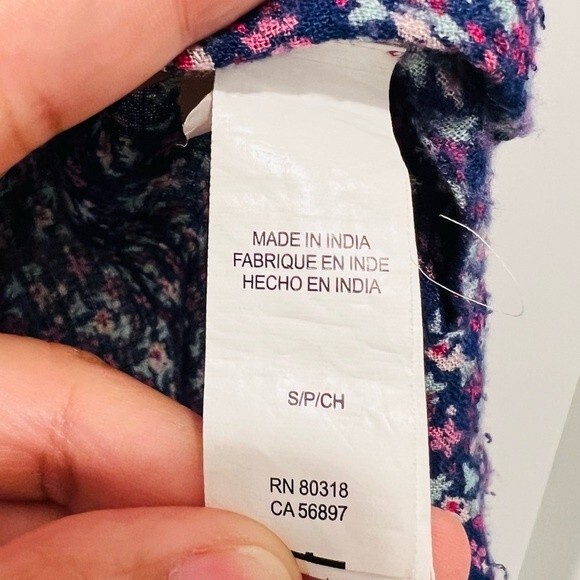 MADE IN INDIA
FABRIQUE EN INDE
HECHO EN INDIA
S/P/CH
RN 80318
CA 56897